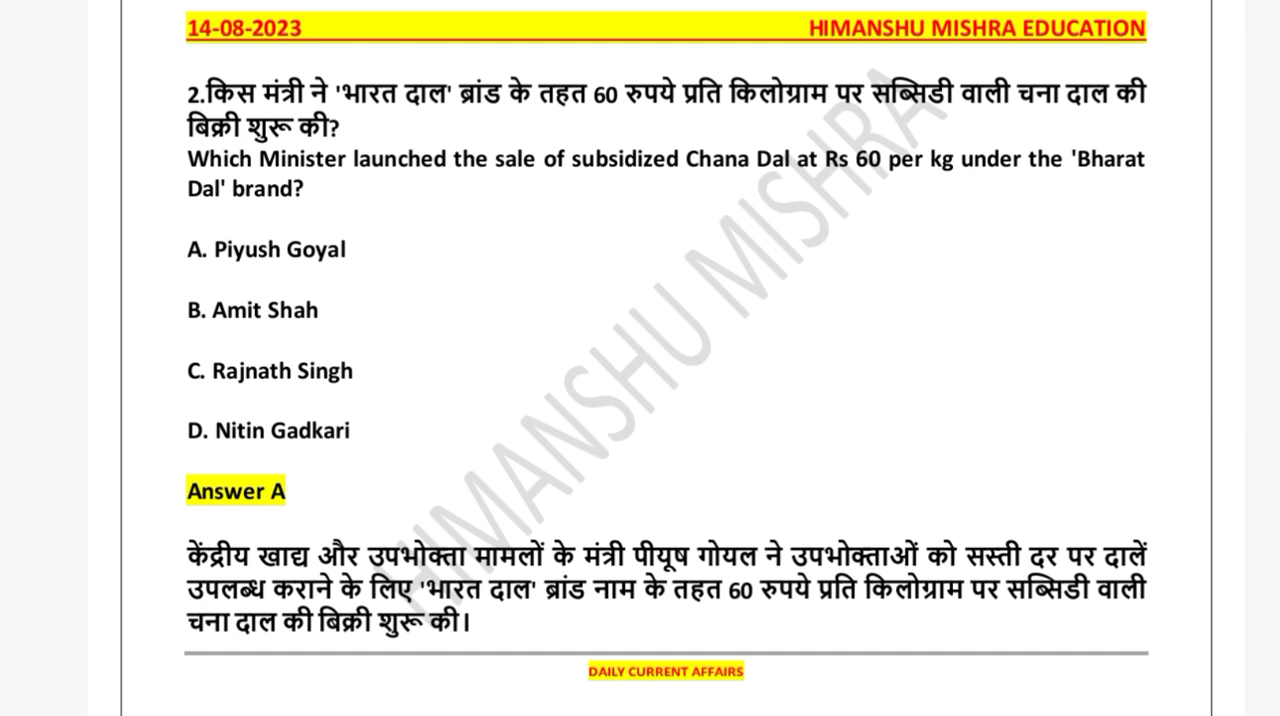 14-08-2023 HIMANSHU MISHRA EDUCATION
2.किस मंत्री ने 'भारत दाल' ब्रांड के तहत 60 रुपये प्रति किलोग्राम पर सब्सिडी वाली चना दाल की
बिक्री शुरू की?
Which Minister launched the sale of subsidized Chana Dal at Rs 60 per kg under the 'Bharat
Dal' brand?
A. Piyush Goyal
B. Amit Shah
C. Rajnath Singh
D. Nitin Gadkari
Answer A
केंद्रीय खाद्य और उपभोक्ता मामलों के मंत्री पीयूष गोयल ने उपभोक्ताओं को सस्ती दर पर दालें
उपलब्ध कराने के लिए 'भारत दाल' ब्रांड नाम के तहत 60 रुपये प्रति किलोग्राम पर सब्सिडी वाली
चना दाल की बिक्री शुरू की।
DAILY CURRENT AFFAIRS
HIMANSHU MISHRA